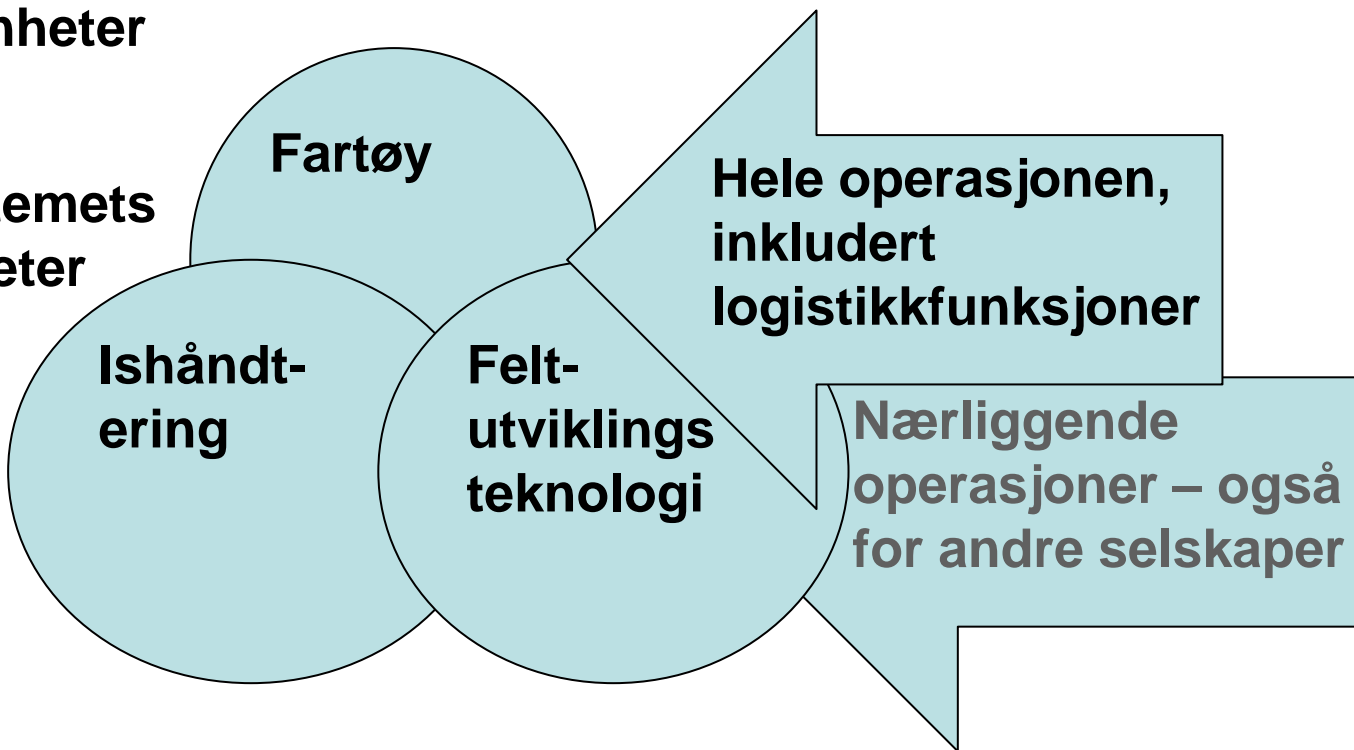 nheter
Fartøy
emets
eter
Hele operasjonen,
inkludert
logistikkfunksjoner
Ishåndt-
ering
Felt-
utviklings
teknologi
Nærliggende
operasjoner – også
for andre selskaper